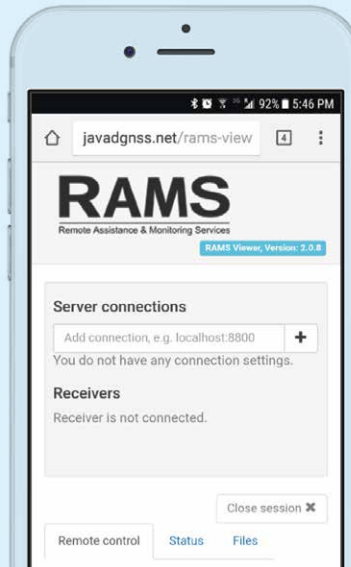 92% 5:46 PM
javadgnss.net/rams-view
4
RAMS
Remote Assistance & Monitoring Services
RAMS Viewer, Version: 2.0.8
Server connections
Add connection, e.g. localhost:8800
You do not have any connection settings.
Receivers
Receiver is not connected.
Close session
Remote control Status Files